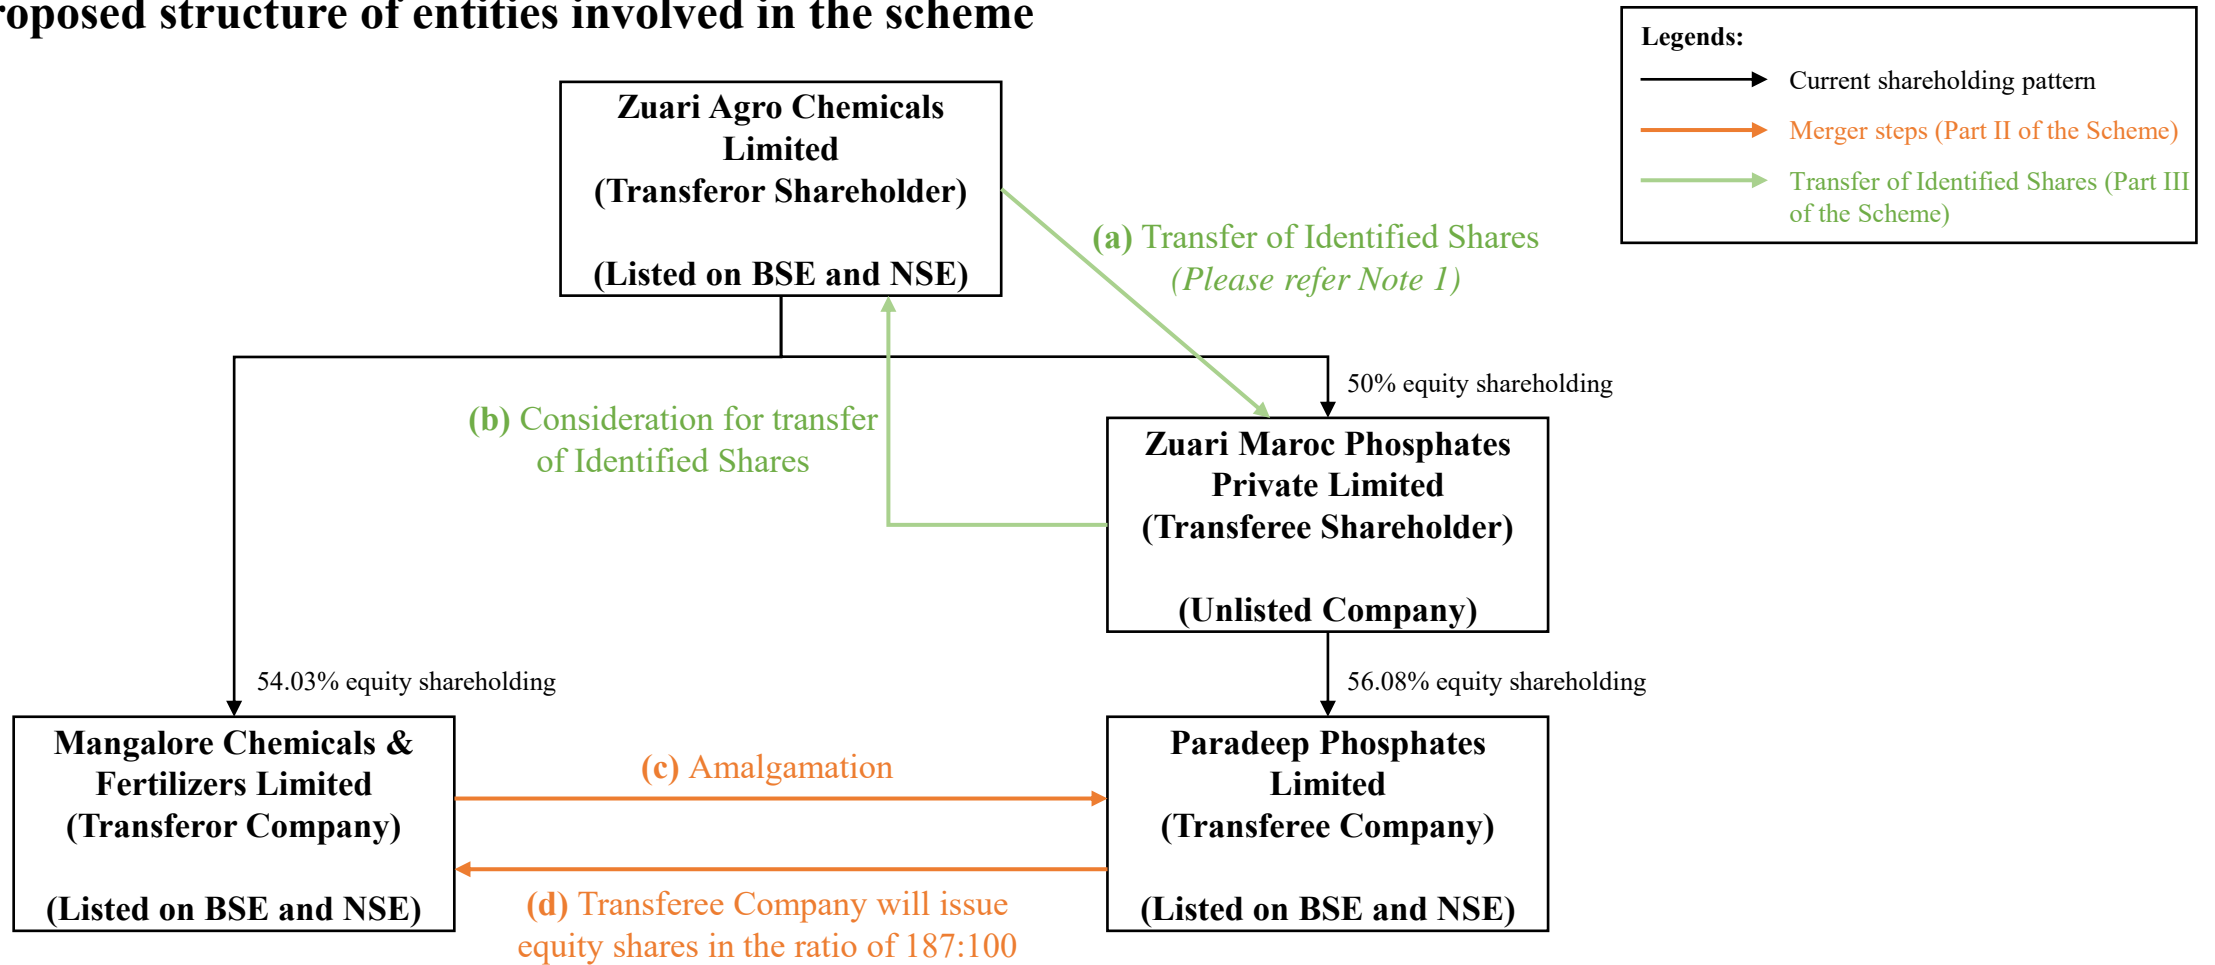 roposed structure of entities involved in the scheme
Legends:
Current shareholding pattern
Merger steps (Part II of the Scheme)
Transfer of Identified Shares (Part III
of the Scheme)
Zuari Agro Chemicals
Limited
(Transferor Shareholder)
(Listed on BSE and NSE)
(a) Transfer of Identified Shares
(Please refer Note 1)
50% equity shareholding
(b) Consideration for transfer
of Identified Shares
Zuari Maroc Phosphates
Private Limited
(Transferee Shareholder)
(Unlisted Company)
54.03% equity shareholding
56.08% equity shareholding
Mangalore Chemicals &
Fertilizers Limited
(Transferor Company)
(Listed on BSE and NSE)
(c) Amalgamation
(d) Transferee Company will issue
equity shares in the ratio of 187:100
Paradeep Phosphates
Limited
(Transferee Company)
(Listed on BSE and NSE)